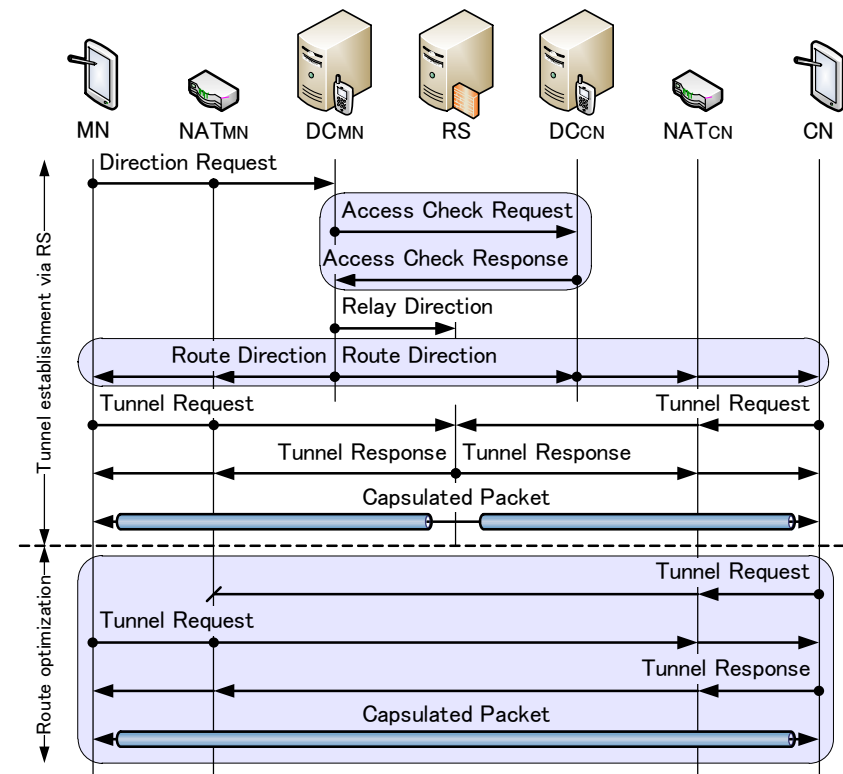 MN NATMN DCMN RS DCCN NATCN CN
Direction Request
Access Check Request
Access Check Response
Relay Direction
Route Direction Route Direction
Tunnel Request Tunnel Request
Tunnel Response Tunnel Response
Capsulated Packet
Tunnel establishment via RS
Tunnel Request
Tunnel Request
Tunnel Response
Capsulated Packet
Route optimization